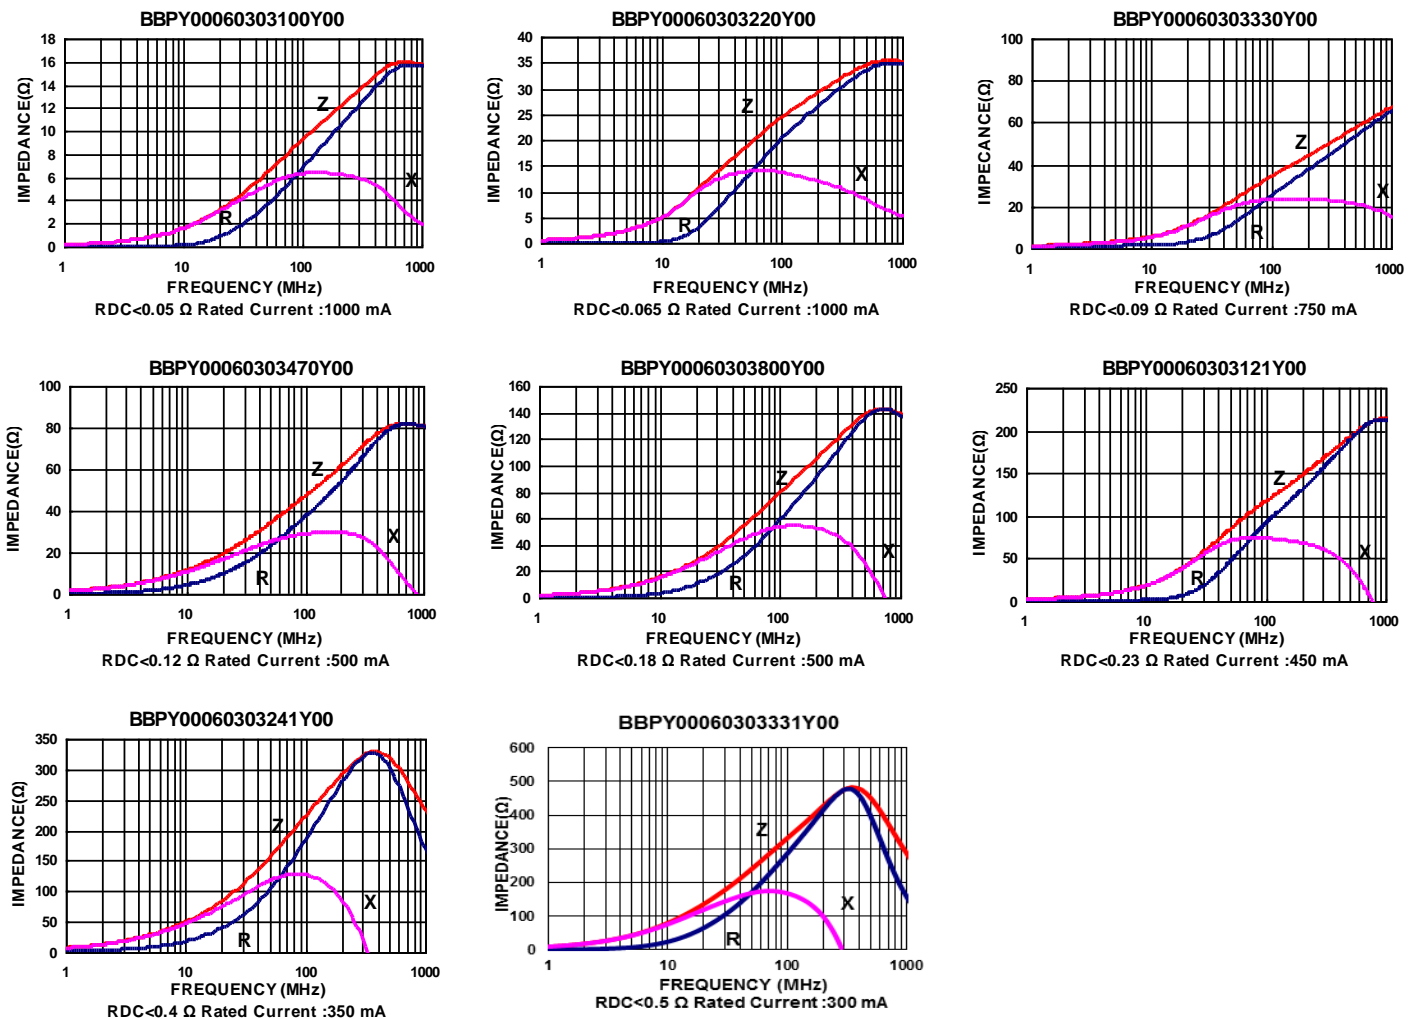 BBPY00060303100Y00
18
16
14
12
10
8
6
4
2
0
IMPEDANCE(Ω)
Z
X
R
1
10
100
1000
FREQUENCY (MHz)
RDC<0.05 Ω Rated Current :1000 mA
BBPY00060303220Y00
40
35
30
25
20
15
10
5
0
IMPEDANCE(Ω)
Z
X
R
1
10
100
1000
FREQUENCY (MHz)
RDC<0.065 Ω Rated Current :1000 mA
BBPY00060303330Y00
100
80
60
40
20
0
IMPECANCE(Ω)
Z
X
R
1
10
100
1000
FREQUENCY (MHz)
RDC<0.09 Ω Rated Current :750 mA
BBPY00060303470Y00
100
80
60
40
20
0
IMPEDANCE(Ω)
Z
X
R
1
10
100
1000
FREQUENCY (MHz)
RDC<0.12 Ω Rated Current :500 mA
BBPY00060303800Y00
160
140
120
100
80
60
40
20
0
IMPEDANCE(Ω)
Z
X
R
1
10
100
1000
FREQUENCY (MHz)
RDC<0.18 Ω Rated Current :500 mA
BBPY00060303121Y00
250
200
150
100
50
0
IMPEDANCE(Ω)
Z
X
R
1
10
100
1000
FREQUENCY (MHz)
RDC<0.23 Ω Rated Current :450 mA
BBPY00060303241Y00
350
300
250
200
150
100
50
0
IMPEDANCE(Ω)
Z
X
R
1
10
100
1000
FREQUENCY (MHz)
RDC<0.4 Ω Rated Current :350 mA
BBPY00060303331Y00
600
500
400
300
200
100
0
IMPEDANCE(Ω)
Z
X
R
1
10
100
1000
FREQUENCY (MHz)
RDC<0.5 Ω Rated Current :300 mA